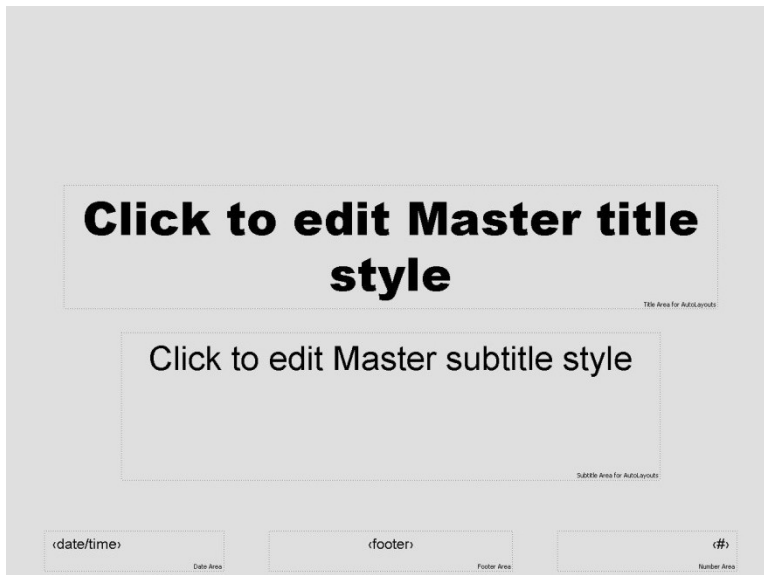 Click to edit Master title
style
Title Area for AutoLayouts
Click to edit Master subtitle style
Subtitle Area for AutoLayouts
‹date/time›
Date Area
‹footer›
Footer Area
‹#›
Number Area